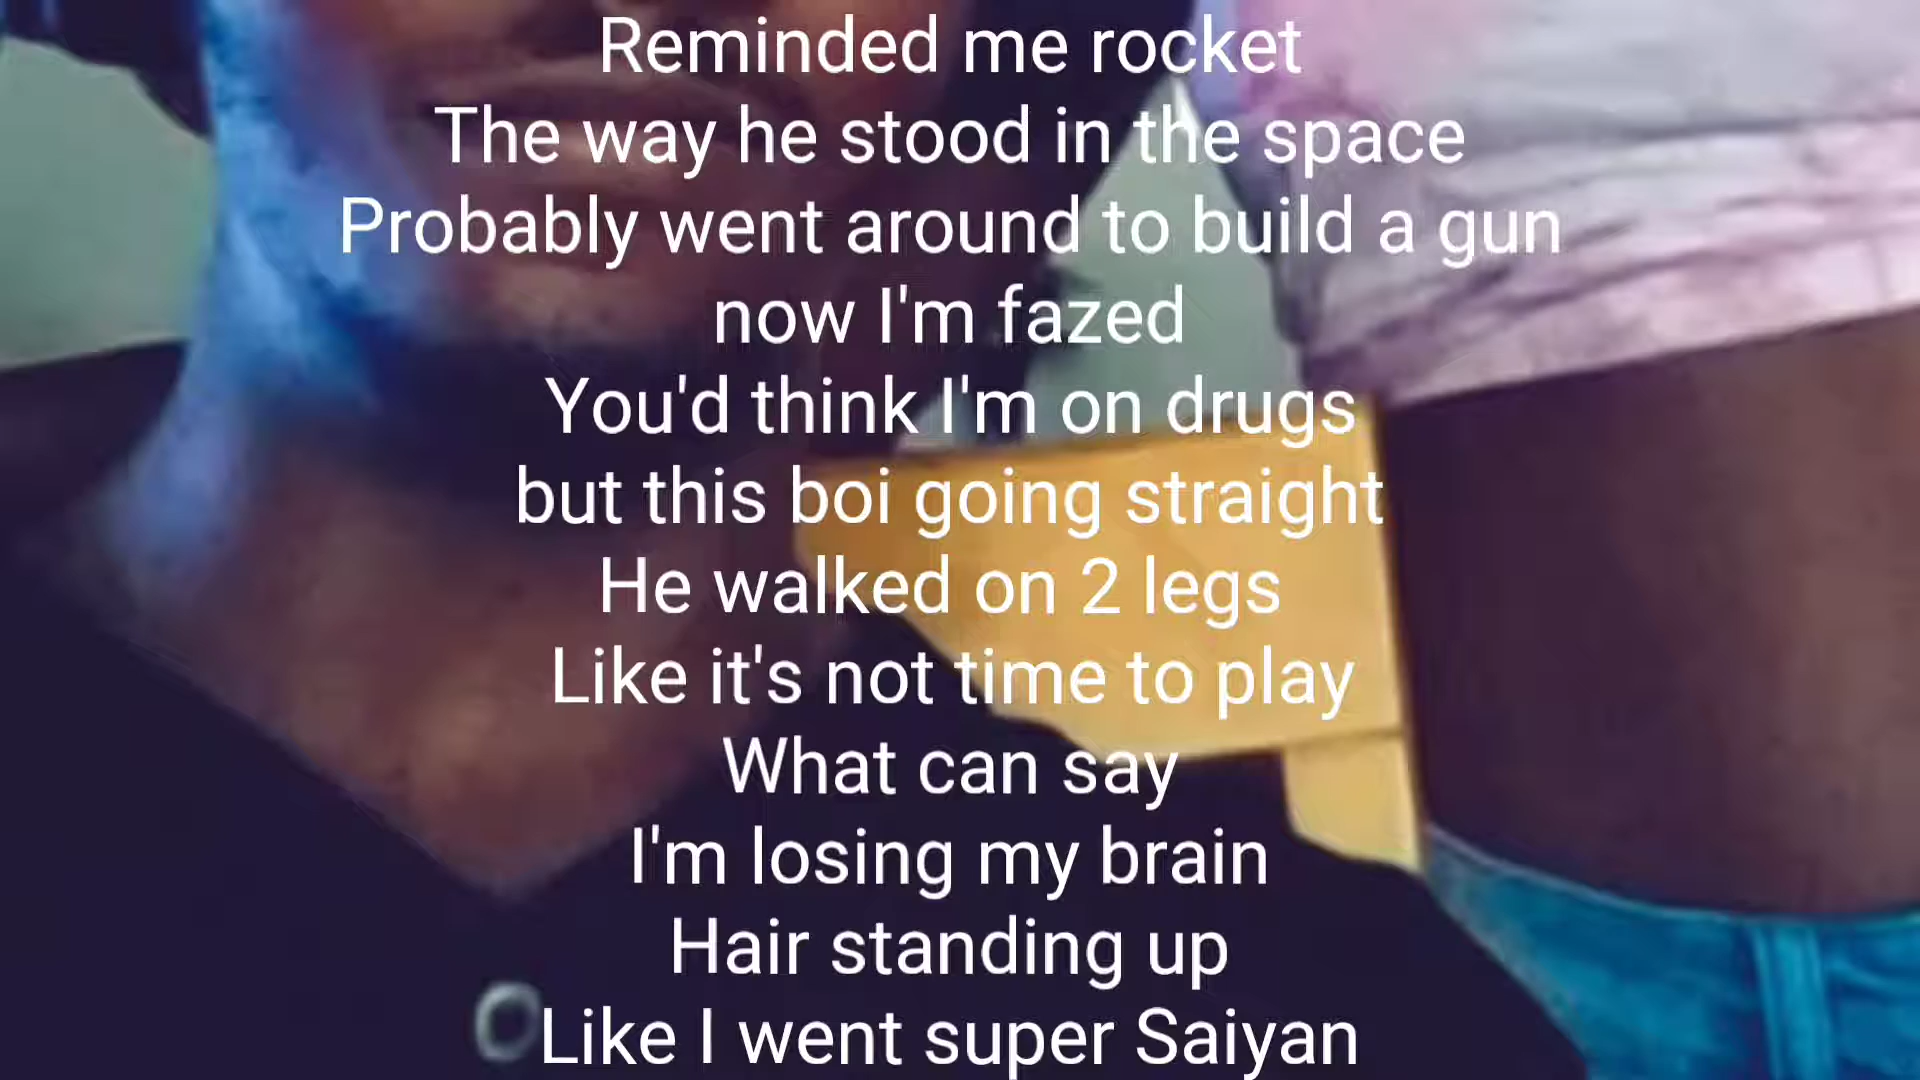 Reminded me rocket
The way he stood in the space
Probably went around to build a gun
now I'm fazed
You'd think I'm on drugs
but this boi going straight
He walked on 2 legs
Like it's not time to play
What can say
I'm losing my brain
Hair standing up
Like I went super Saiyan